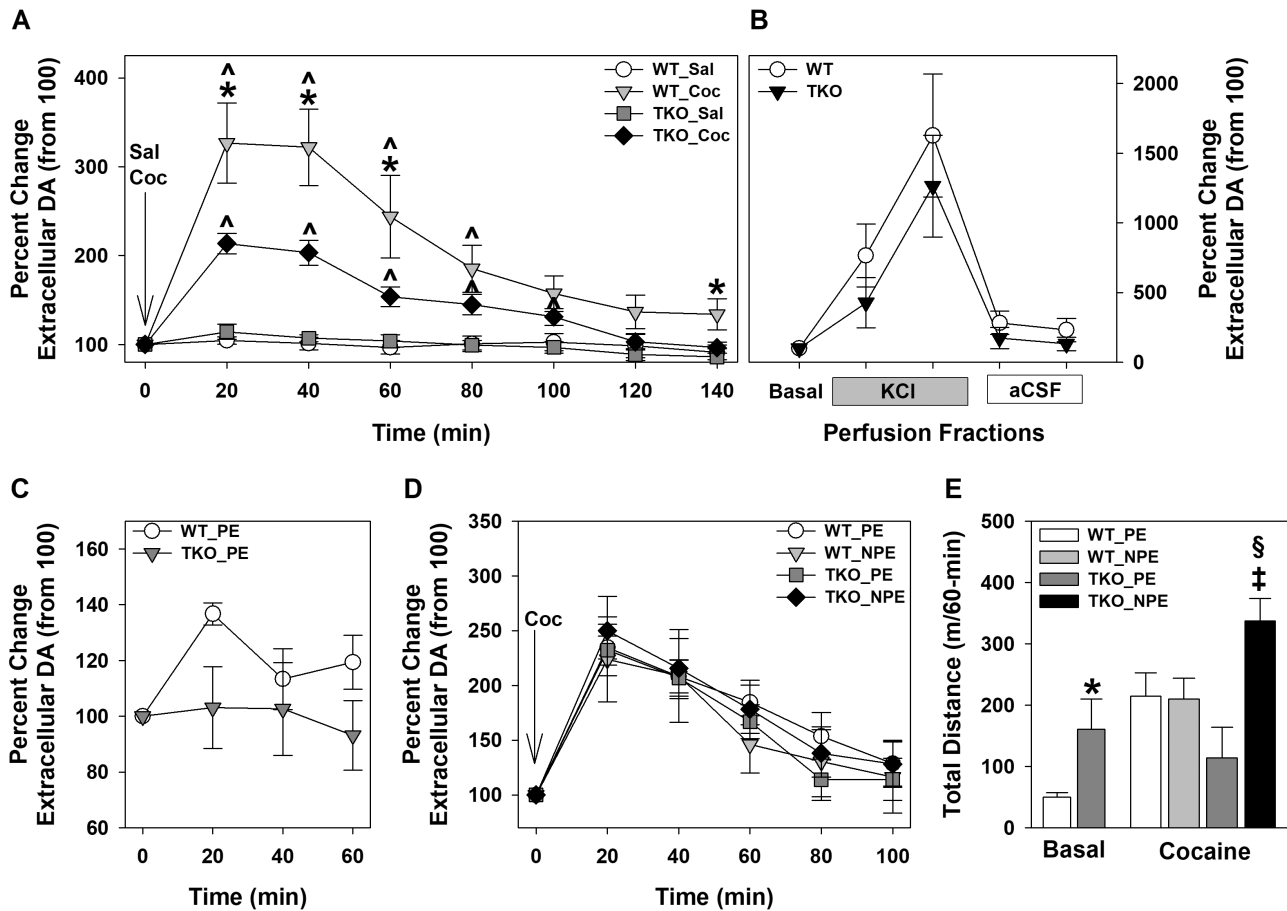 A
Percent Change
Extracellular DA (from 100)
400
300
200
100
Sal
Coc
^
*
^
*
^
*
^
*
^
^
^
^
^
WT_Sal
WT_Coc
TKO_Sal
TKO_Coc
0 20 40 60 80 100 120 140
Time (min)
B
WT
TKO
2000
1500
1000
500
0
Percent Change
Extracellular DA (from 100)
Basal KCl aCSF
Perfusion Fractions
C
Percent Change
Extracellular DA (from 100)
160
140
120
100
80
60
WT_PE
TKO_PE
0 20 40 60
Time (min)
D
Percent Change
Extracellular DA (from 100)
350
300
250
200
150
100
Coc
WT_PE
WT_NPE
TKO_PE
TKO_NPE
0 20 40 60 80 100
Time (min)
E
Total Distance (m/60-min)
500
400
300
200
100
0
WT_PE
WT_NPE
TKO_PE
TKO_NPE
*
§
‡
Basal Cocaine